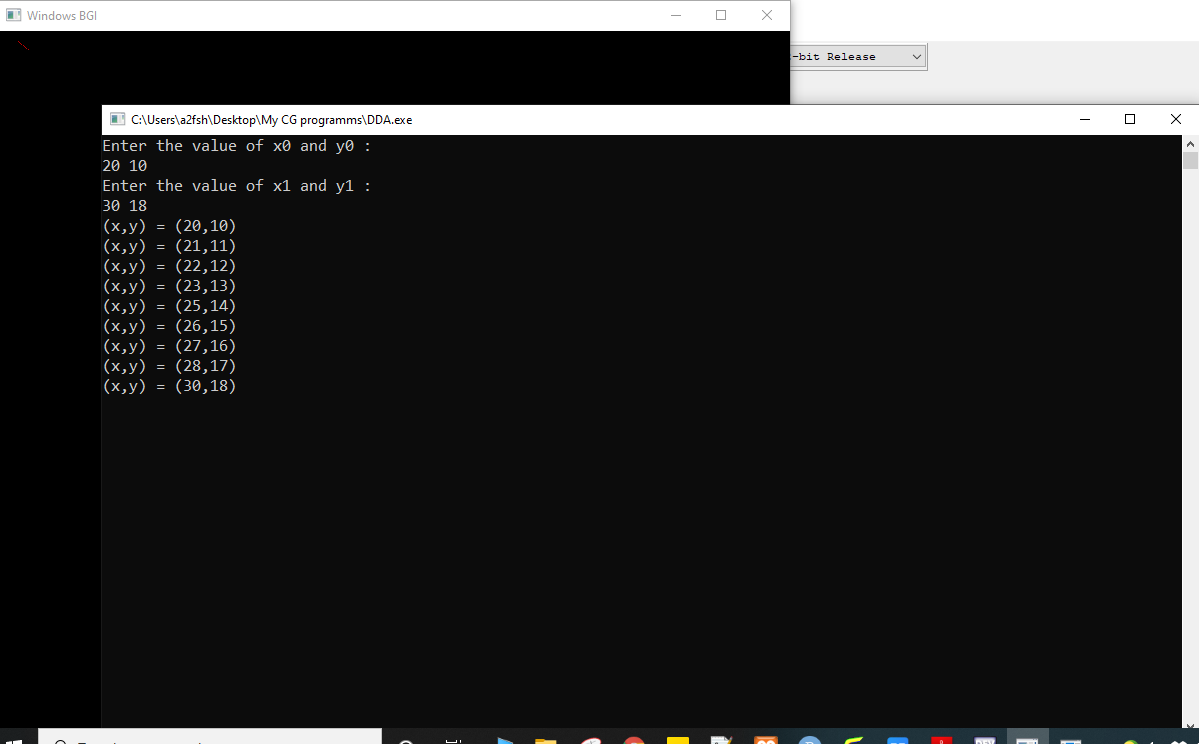 Windows BGI
-bit Release
C:\Users\a2fsh\Desktop\My CG programms\DDA.exe
Enter the value of x0 and y0 :
20 10
Enter the value of x1 and y1 :
30 18
(x,y) = (20,10)
(x,y) = (21,11)
(x,y) = (22,12)
(x,y) = (23,13)
(x,y) = (25,14)
(x,y) = (26,15)
(x,y) = (27,16)
(x,y) = (28,17)
(x,y) = (30,18)